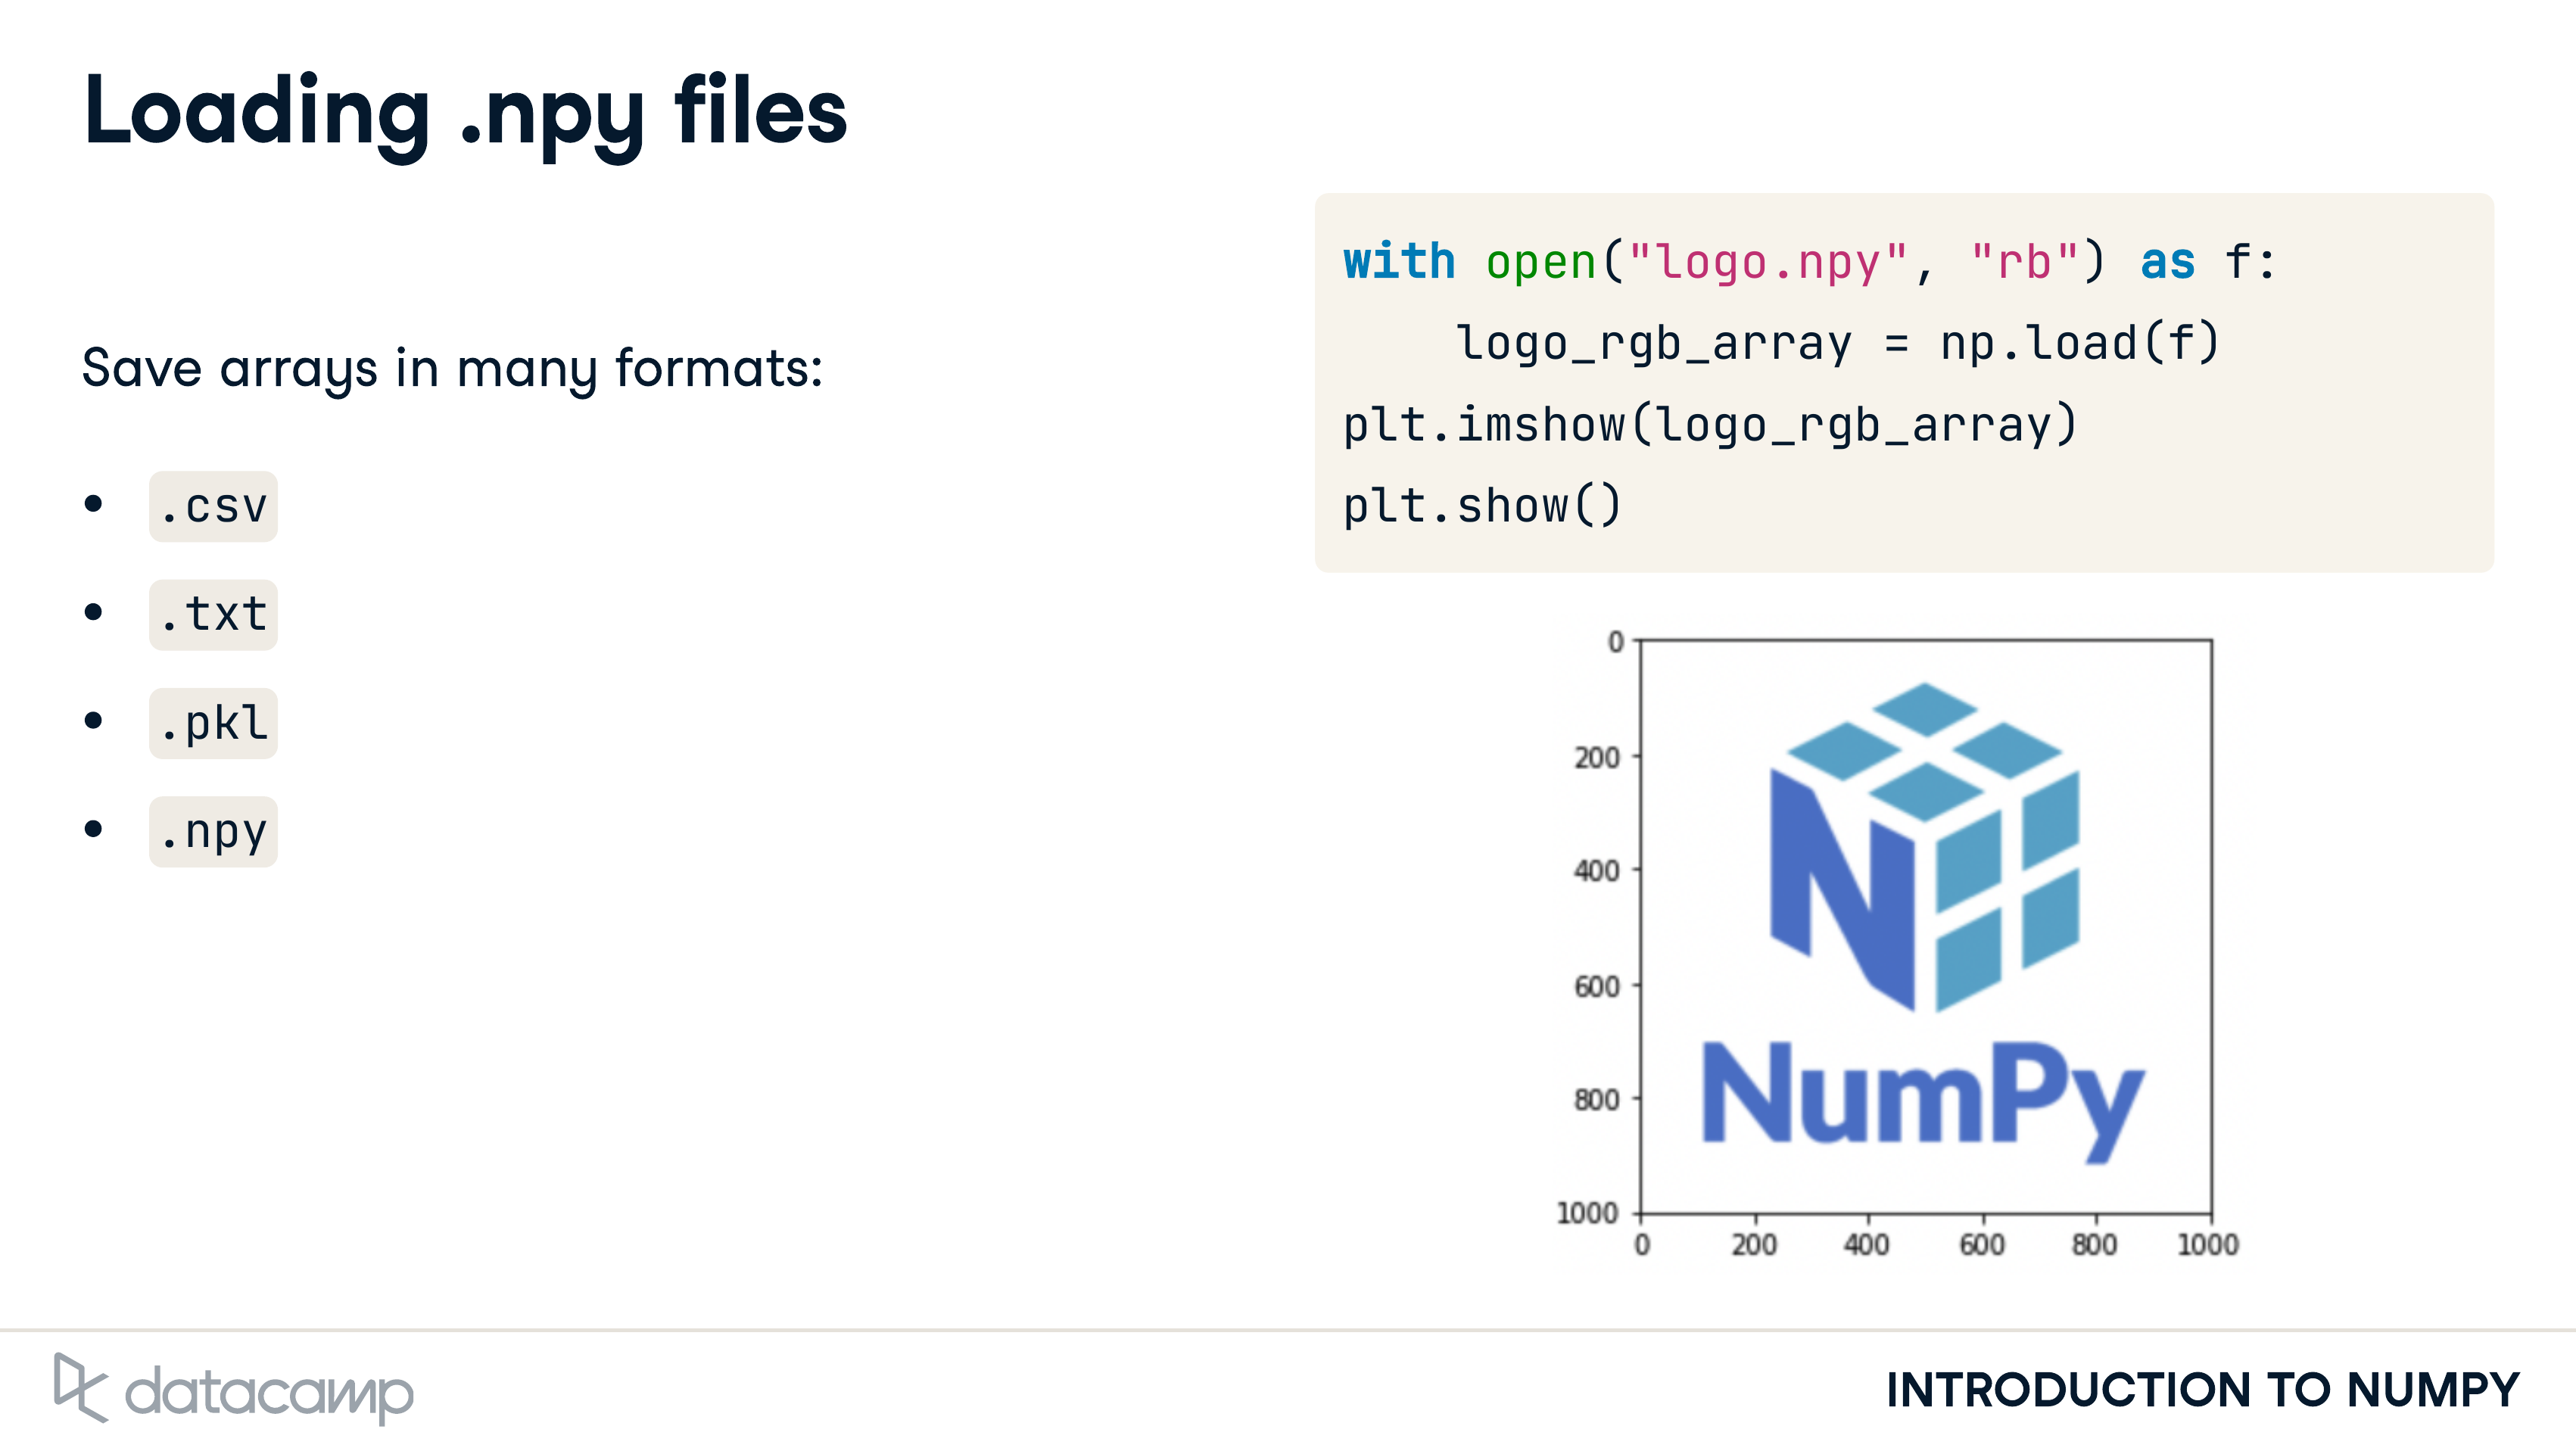 Loading .npy files
Save arrays in many formats:
.csv
.txt
.pkl
.npy
with open("logo.npy", "rb") as f:
    logo_rgb_array = np.load(f)
plt.imshow(logo_rgb_array)
plt.show()
0
200
400
600
800
1000
N
NumPy
0 200 400 600 800 1000
datacamp
INTRODUCTION TO NUMPY